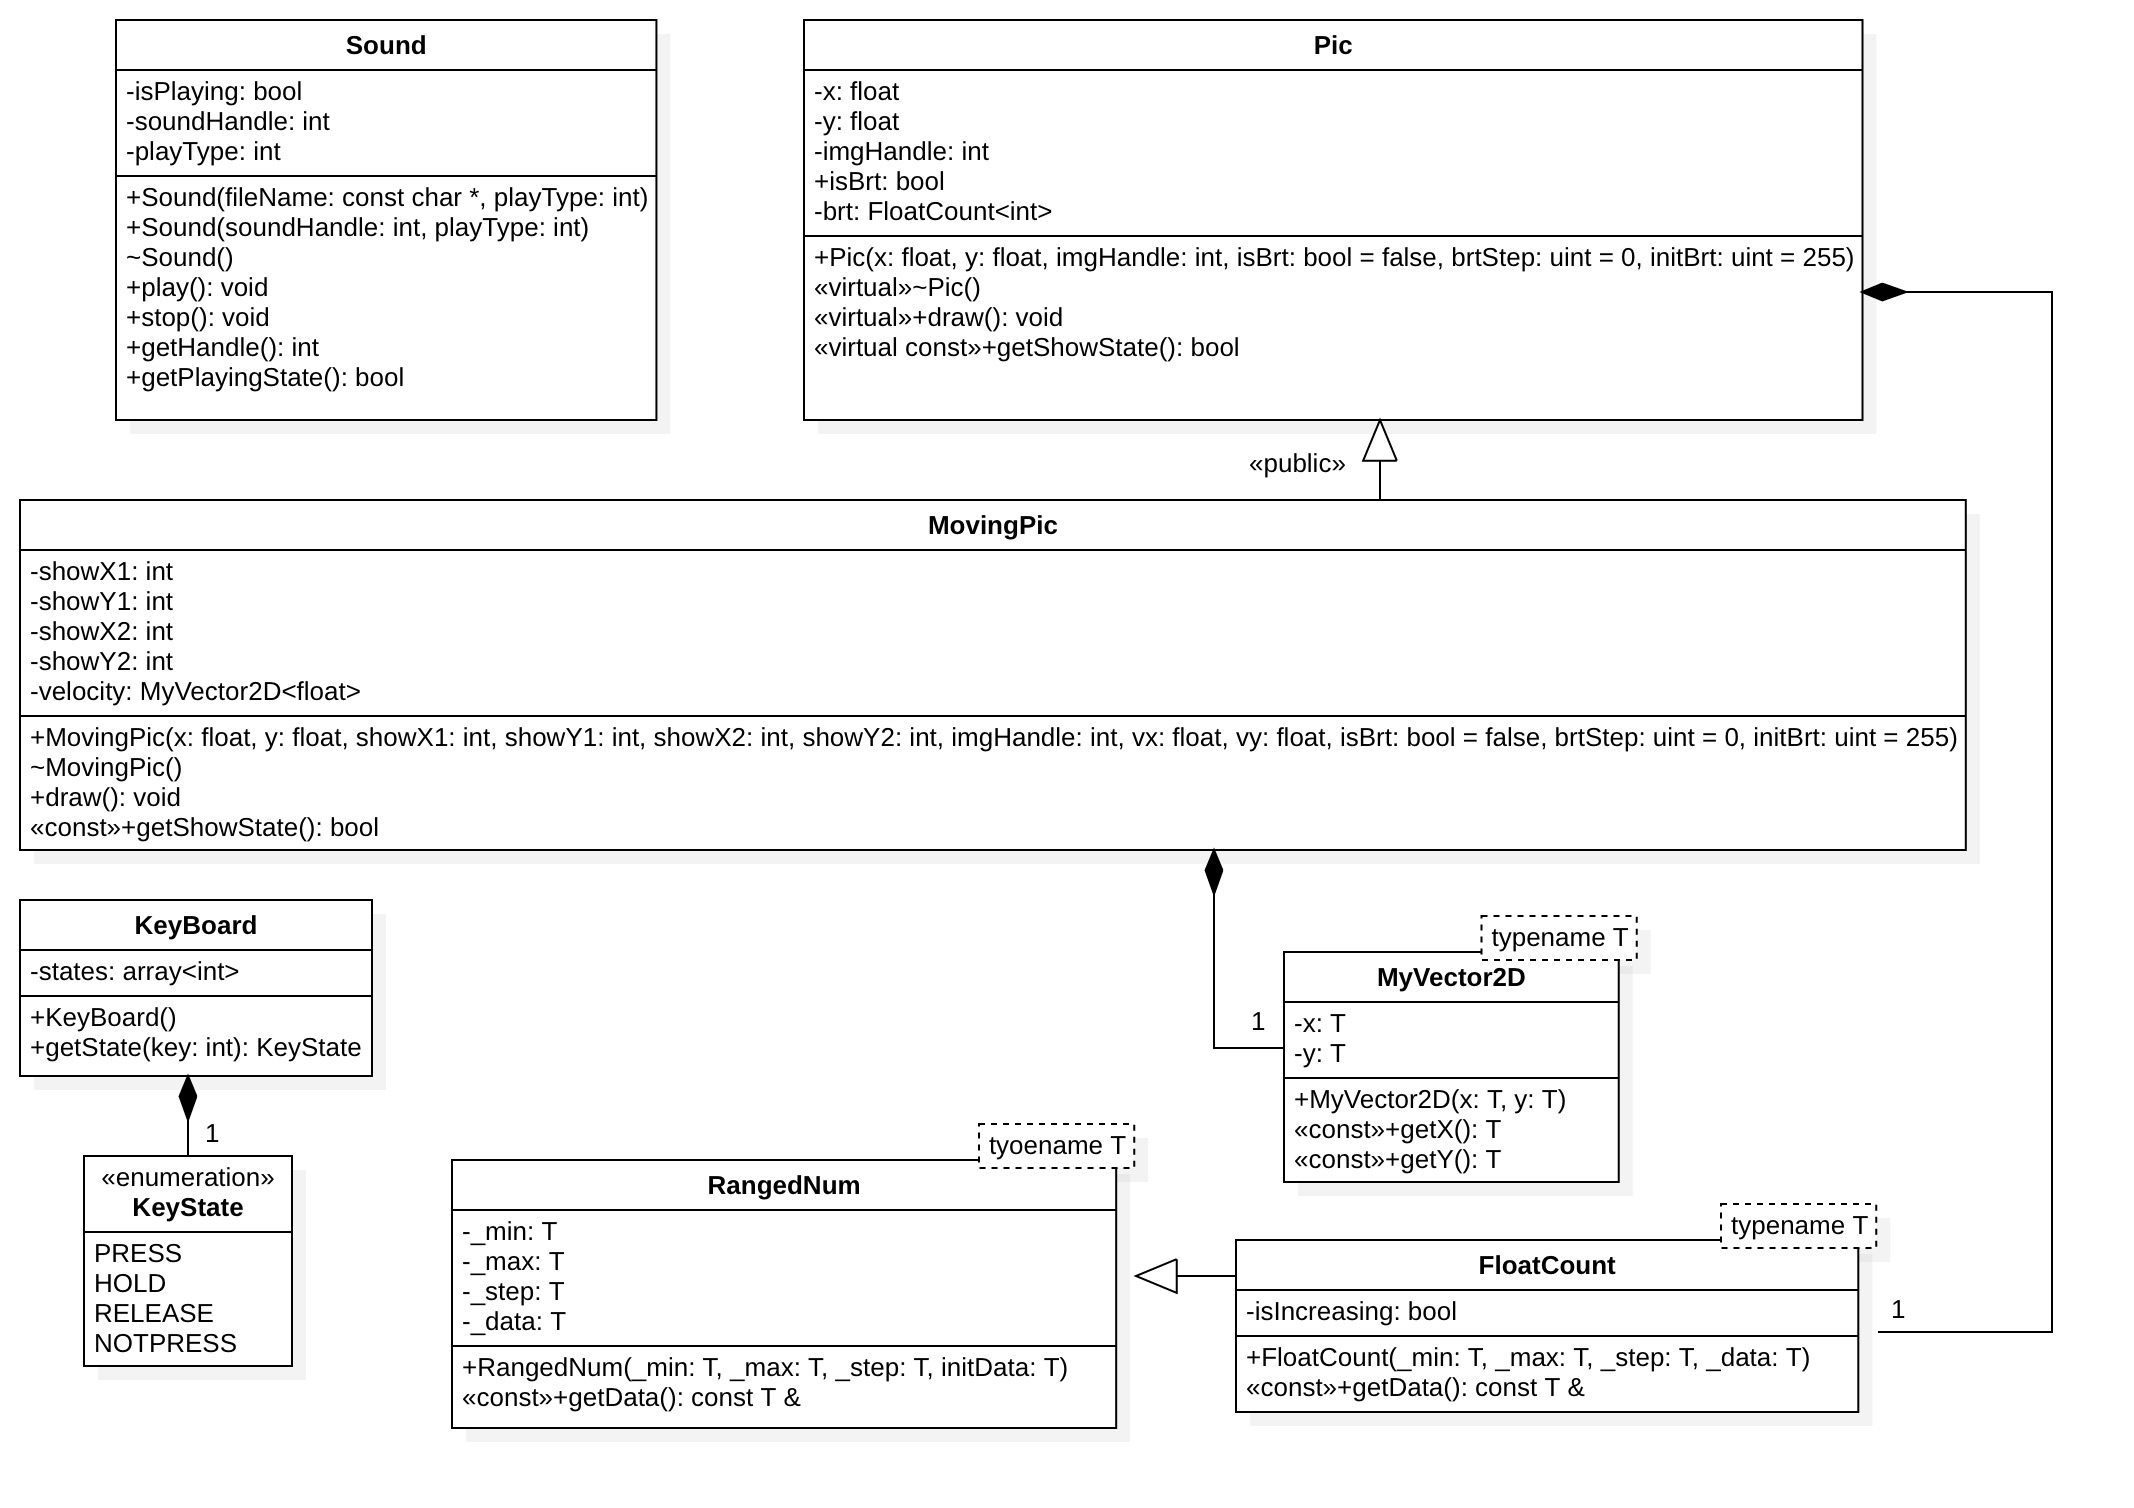 Sound
-isPlaying: bool
-soundHandle: int
-playType: int
+Sound(fileName: const char *, playType: int)
+Sound(soundHandle: int, playType: int)
~Sound()
+play(): void
+stop(): void
+getHandle(): int
+getPlayingState(): bool
Pic
-x: float
-y: float
-imgHandle: int
+isBrt: bool
-brt: FloatCount<int>
+Pic(x: float, y: float, imgHandle: int, isBrt: bool = false, brtStep: uint = 0, initBrt: uint = 255)
«virtual»~Pic()
«virtual»+draw(): void
«virtual const»+getShowState(): bool
«public»
MovingPic
-showX1: int
-showY1: int
-showX2: int
-showY2: int
-velocity: MyVector2D<float>
+MovingPic(x: float, y: float, showX1: int, showY1: int, showX2: int, showY2: int, imgHandle: int, vx: float, vy: float, isBrt: bool = false, brtStep: uint = 0, initBrt: uint = 255)
~MovingPic()
+draw(): void
«const»+getShowState(): bool
KeyBoard
-states: array<int>
+KeyBoard()
+getState(key: int): KeyState
1
«enumeration»
KeyState
PRESS
HOLD
RELEASE
NOTPRESS
typename T
MyVector2D
1
-x: T
-y: T
+MyVector2D(x: T, y: T)
«const»+getX(): T
«const»+getY(): T
tyoename T
RangedNum
-_min: T
-_max: T
-_step: T
-_data: T
+RangedNum(_min: T, _max: T, _step: T, initData: T)
«const»+getData(): const T &
typename T
FloatCount
1
-isIncreasing: bool
+FloatCount(_min: T, _max: T, _step: T, _data: T)
«const»+getData(): const T &